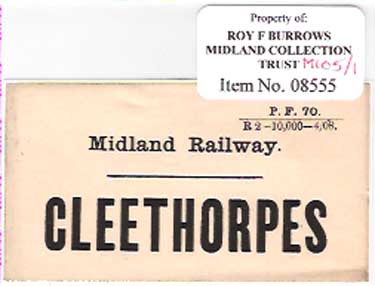 Property of:
ROY F BURROWS
MIDLAND COLLECTION
TRUST M105/1
Item No. 08555
P. F. 70.
R 2—10,000—4/08.
Midland Railway.
CLEETHORPES